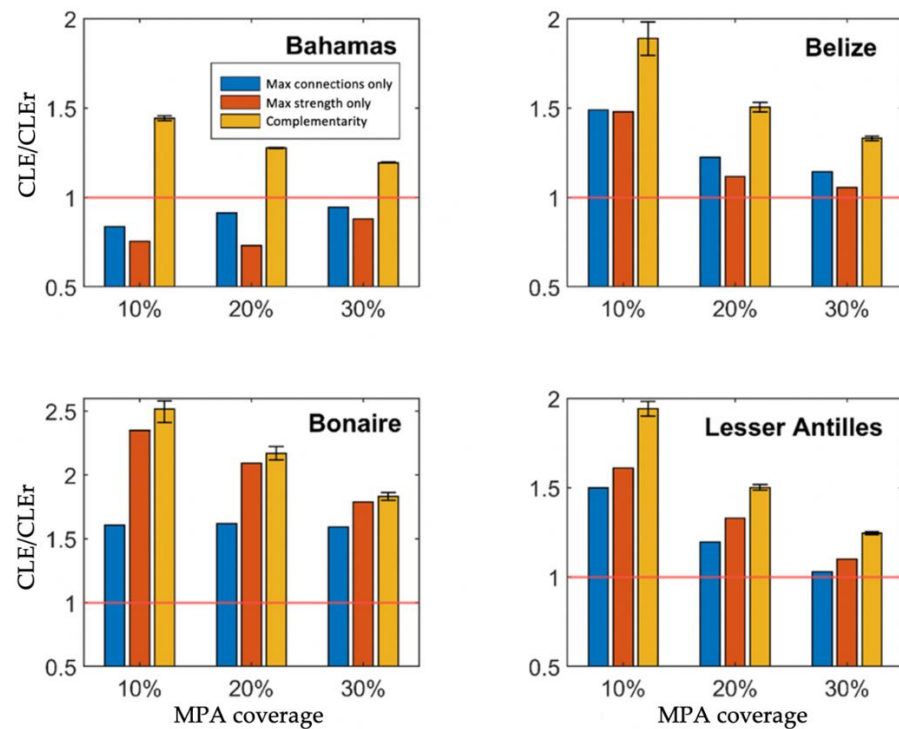 Bahamas
Max connections only
Max strength only
Complementarity
CLE/CLEr
2
1.5
1
0.5
10%
20%
30%
Belize
2
1.5
1
0.5
10%
20%
30%
Bonaire
CLE/CLEr
2.5
2
1.5
1
0.5
10%
20%
30%
MPA coverage
Lesser Antilles
2
1.5
1
0.5
10%
20%
30%
MPA coverage